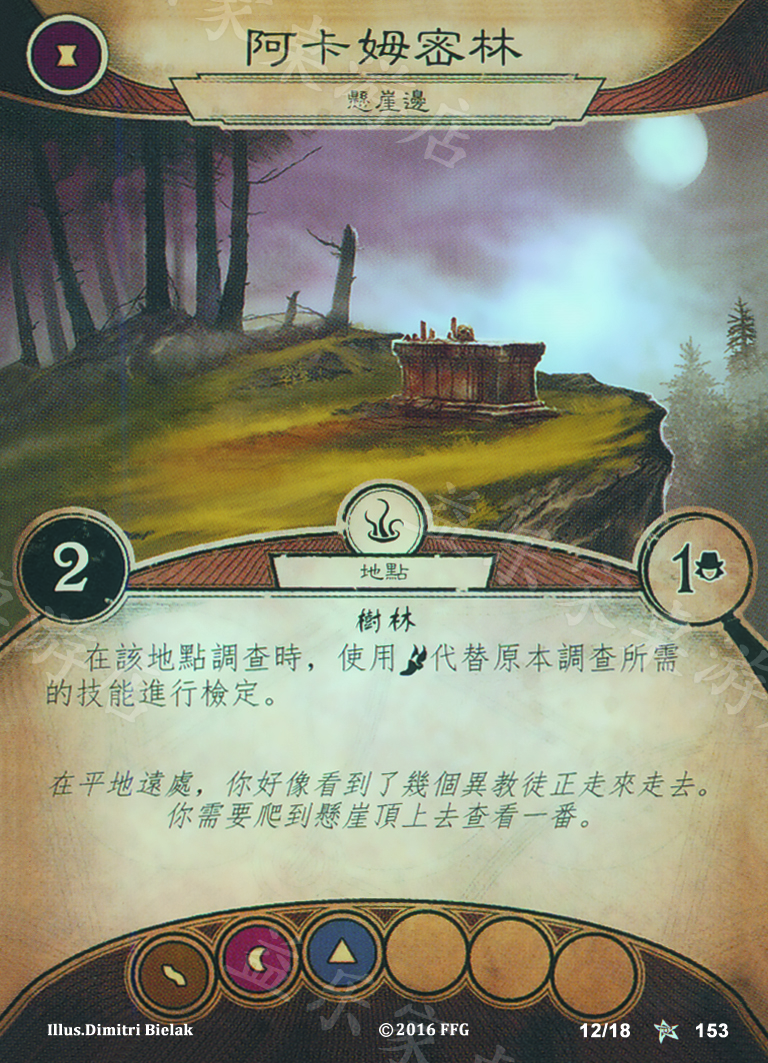 阿卡姆密林
懸崖邊
2
地點
1
樹林
在該地點調查時，使用代替原本調查所需
的技能進行檢定。
在平地遠處，你好像看到了幾個異教徒正走來走去。
你需要爬到懸崖頂上去查看一番。
Illus.Dimitri Bielak
©2016 FFG
12/18
153